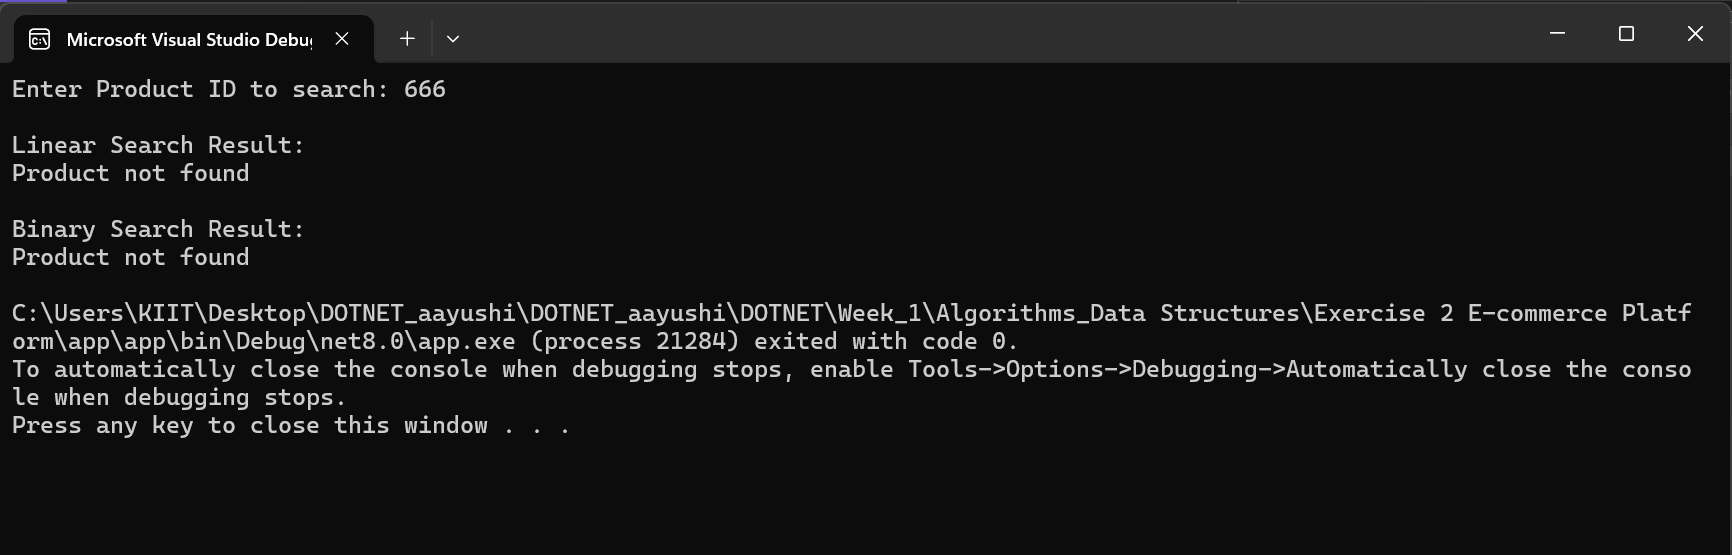 Microsoft Visual Studio Debu
Enter Product ID to search: 666
Linear Search Result:
Product not found
Binary Search Result:
Product not found
C:\Users\KIIT\Desktop\DOTNET_aayushi\DOTNET_aayushi\DOTNET\Week_1\Algorithms_Data Structures\Exercise 2 E-commerce Platf
orm\app\app\bin\Debug\net8.0\app.exe (process 21284) exited with code 0.
To automatically close the console when debugging stops, enable Tools->Options->Debugging->Automatically close the conso
le when debugging stops.
Press any key to close this window . . .